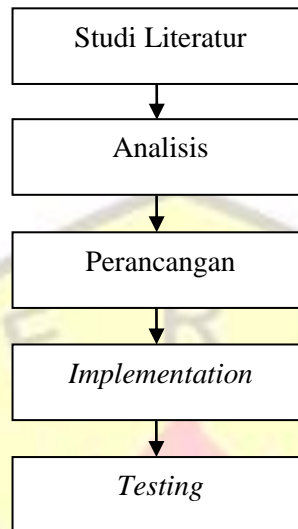 Studi Literatur
Analisis
Perancangan
Implementation
Testing